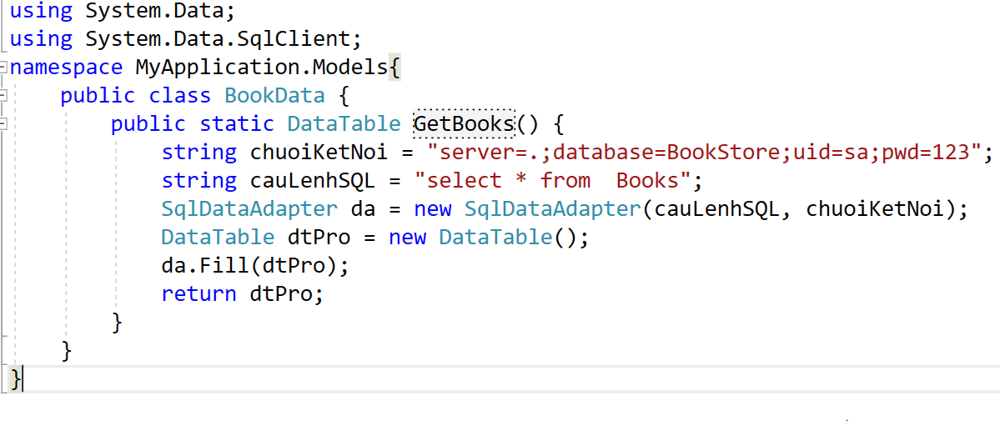 using System.Data;
using System.Data.SqlClient;
namespace MyApplication.Models{
    public class BookData {
        public static DataTable GetBooks() {
            string chuoiKetNoi = "server=.;database=BookStore;uid=sa;pwd=123";
            string cauLenhSQL = "select * from  Books";
            SqlDataAdapter da = new SqlDataAdapter(cauLenhSQL, chuoiKetNoi);
            DataTable dtPro = new DataTable();
            da.Fill(dtPro);
            return dtPro;
        }
    }
}